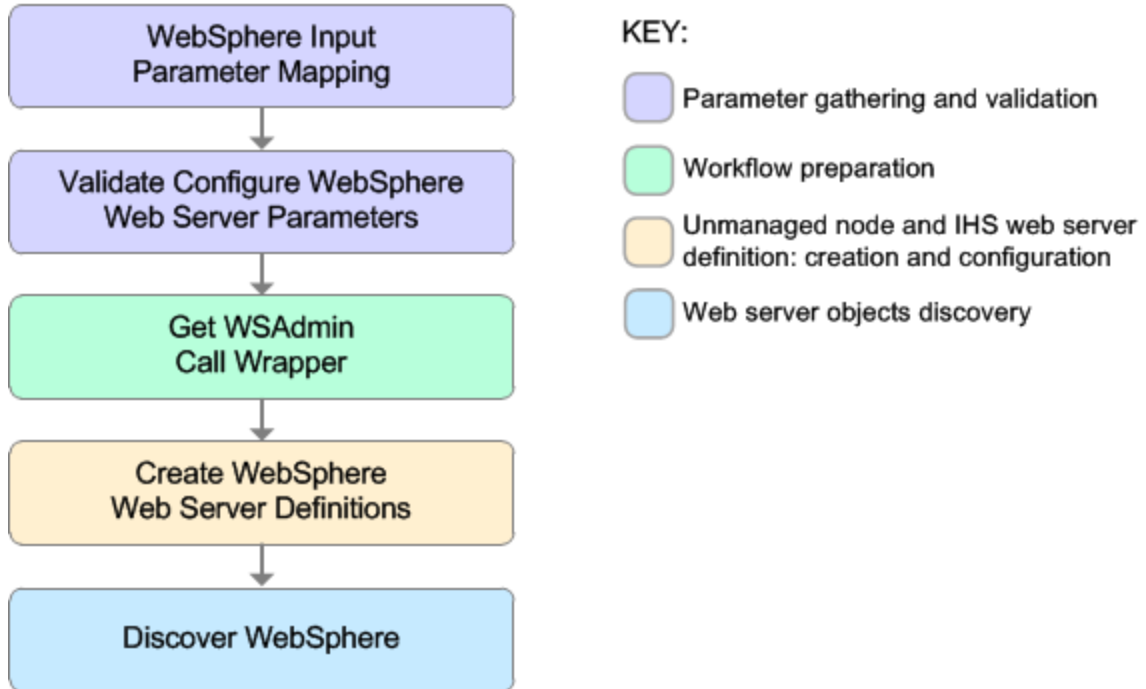 WebSphere Input
Parameter Mapping
Validate Configure WebSphere
Web Server Parameters
Get WSAdmin
Call Wrapper
Create WebSphere
Web Server Definitions
Discover WebSphere
KEY:
Parameter gathering and validation
Workflow preparation
Unmanaged node and IHS web server
definition: creation and configuration
Web server objects discovery